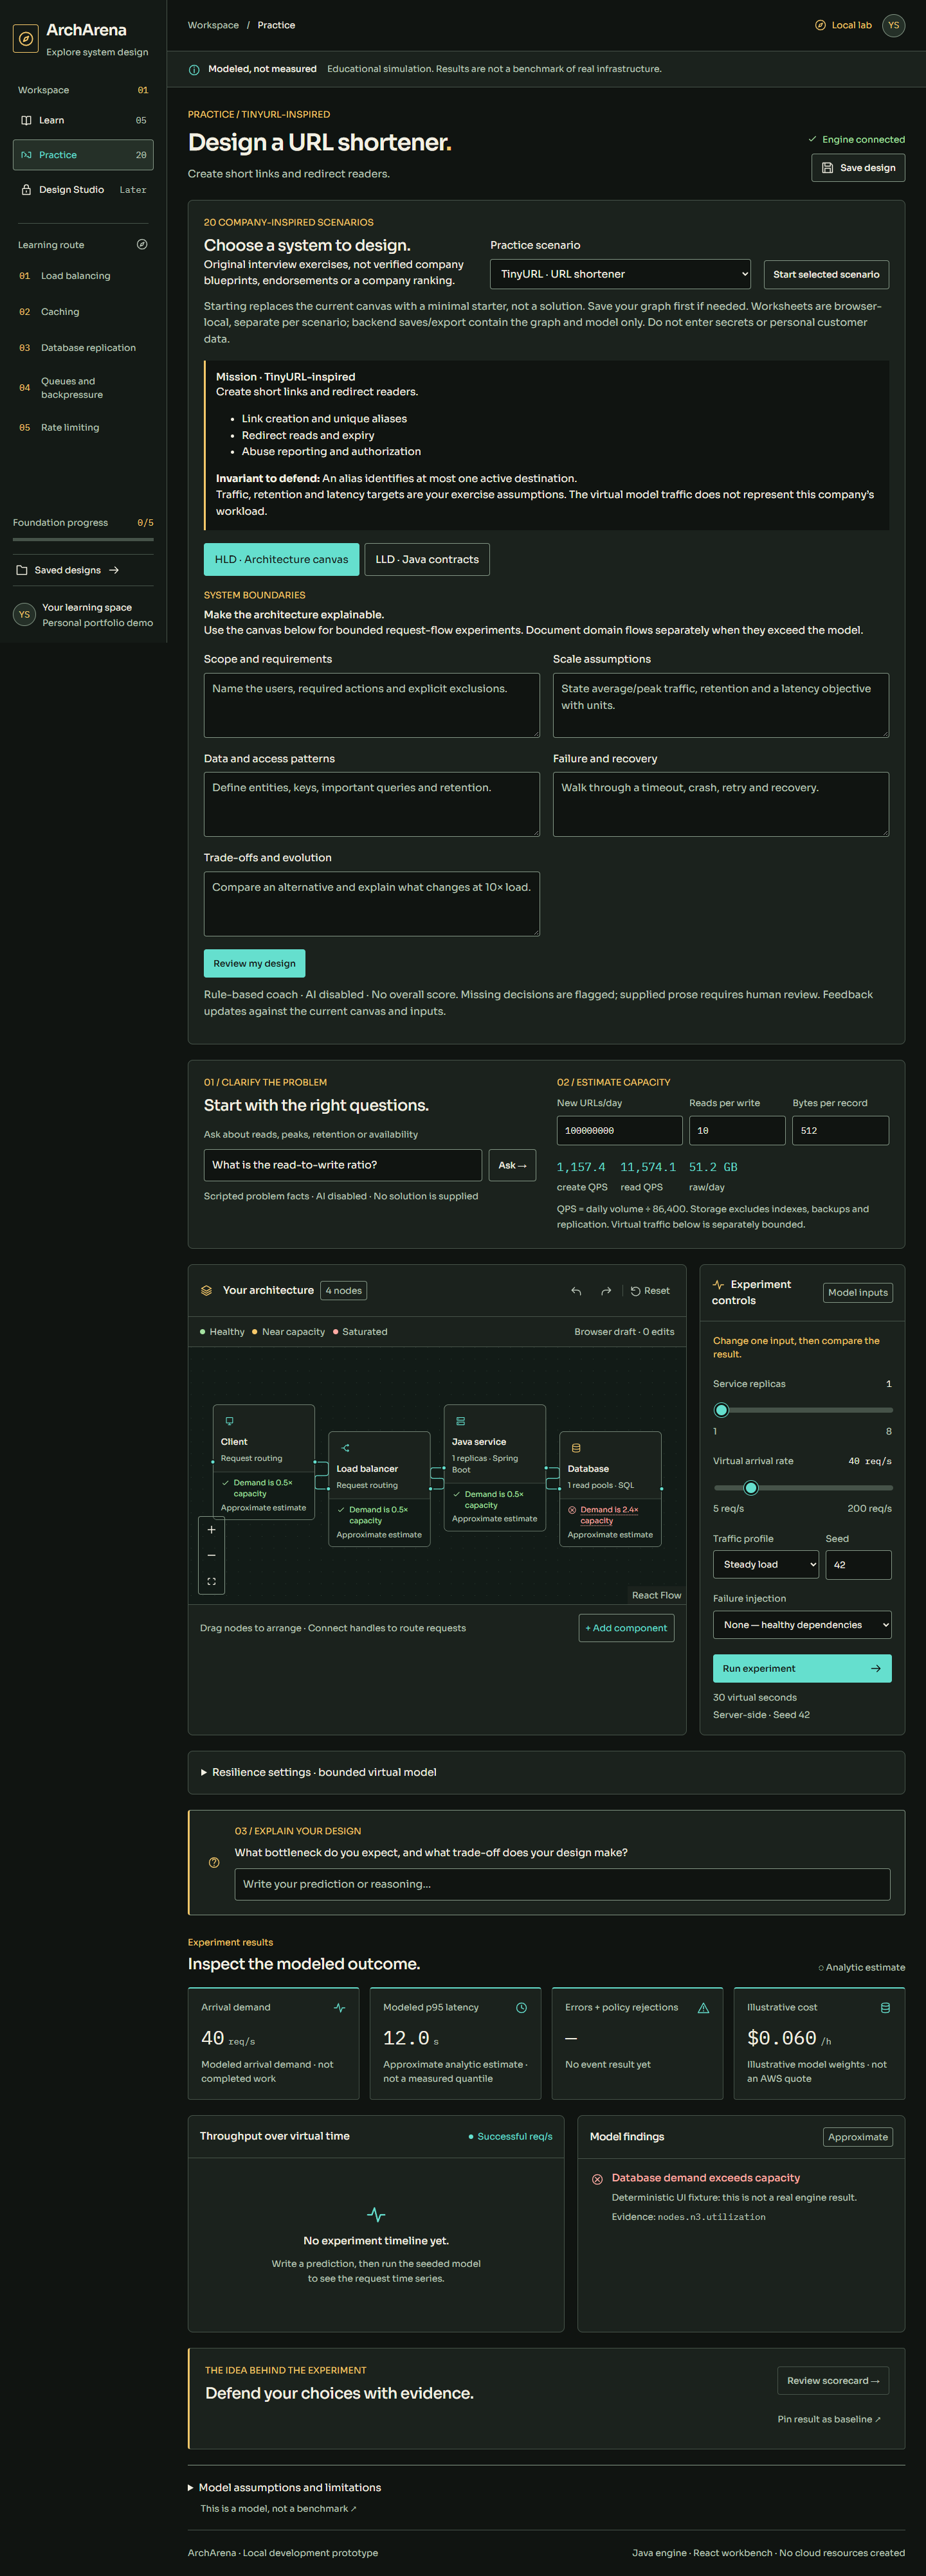 ArchArena
Explore system design
Workspace 01
Learn 05
Practice 20
Design Studio Later
Learning route
01 Load balancing
02 Caching
03 Database replication
04 Queues and
backpressure
05 Rate limiting
Foundation progress 0/5
Saved designs →
YS Your learning space
Personal portfolio demo
Workspace / Practice
Local lab YS
Modeled, not measured Educational simulation. Results are not a benchmark of real infrastructure.
PRACTICE / TINYURL-INSPIRED
Design a URL shortener.
Create short links and redirect readers.
Engine connected
Save design
20 COMPANY-INSPIRED SCENARIOS
Choose a system to design.
Original interview exercises, not verified company
blueprints, endorsements or a company ranking.
Practice scenario
TinyURL · URL shortener
Start selected scenario
Starting replaces the current canvas with a minimal starter, not a solution. Save your graph first if needed. Worksheets are browser-
local, separate per scenario; backend saves/export contain the graph and model only. Do not enter secrets or personal customer
data.
Mission · TinyURL-inspired
Create short links and redirect readers.
• Link creation and unique aliases
• Redirect reads and expiry
• Abuse reporting and authorization
Invariant to defend: An alias identifies at most one active destination.
Traffic, retention and latency targets are your exercise assumptions. The virtual model traffic does not represent this company's
workload.
HLD · Architecture canvas
LLD · Java contracts
SYSTEM BOUNDARIES
Make the architecture explainable.
Use the canvas below for bounded request-flow experiments. Document domain flows separately when they exceed the model.
Scope and requirements
Name the users, required actions and explicit exclusions.
Scale assumptions
State average/peak traffic, retention and a latency objective
with units.
Data and access patterns
Define entities, keys, important queries and retention.
Failure and recovery
Walk through a timeout, crash, retry and recovery.
Trade-offs and evolution
Compare an alternative and explain what changes at 10× load.
Review my design
Rule-based coach · AI disabled · No overall score. Missing decisions are flagged; supplied prose requires human review. Feedback
updates against the current canvas and inputs.
01 / CLARIFY THE PROBLEM
Start with the right questions.
Ask about reads, peaks, retention or availability
What is the read-to-write ratio?
Ask →
Scripted problem facts · AI disabled · No solution is supplied
02 / ESTIMATE CAPACITY
New URLs/day Reads per write Bytes per record
100000000 10 512
1,157.4 11,574.1 51.2 GB
create QPS read QPS raw/day
QPS = daily volume ÷ 86,400. Storage excludes indexes, backups and
replication. Virtual traffic below is separately bounded.
Your architecture 4 nodes
Reset
Healthy Near capacity Saturated
Browser draft · 0 edits
Client
Request routing
Demand is 0.5×
capacity
Approximate estimate
Load balancer
Request routing
Demand is 0.5×
capacity
Approximate estimate
Java service
1 replicas · Spring
Boot
Demand is 0.5×
capacity
Approximate estimate
Database
1 read pools · SQL
Demand is 2.4×
capacity
Approximate estimate
React Flow
Drag nodes to arrange · Connect handles to route requests
+ Add component
Experiment
controls
Model inputs
Change one input, then compare the
result.
Service replicas 1
1 8
Virtual arrival rate 40 req/s
5 req/s 200 req/s
Traffic profile Seed
Steady load 42
Failure injection
None — healthy dependencies
Run experiment →
30 virtual seconds
Server-side · Seed 42
Resilience settings · bounded virtual model
03 / EXPLAIN YOUR DESIGN
What bottleneck do you expect, and what trade-off does your design make?
Write your prediction or reasoning...
Experiment results
Inspect the modeled outcome.
○ Analytic estimate
Arrival demand
40 req/s
Modeled arrival demand · not
completed work
Modeled p95 latency
12.0 s
Approximate analytic estimate ·
not a measured quantile
Errors + policy rejections
—
No event result yet
Illustrative cost
$0.060 /h
Illustrative model weights · not
an AWS quote
Throughput over virtual time
Successful req/s
No experiment timeline yet.
Write a prediction, then run the seeded model
to see the request time series.
Model findings Approximate
Database demand exceeds capacity
Deterministic UI fixture: this is not a real engine result.
Evidence: nodes.n3.utilization
THE IDEA BEHIND THE EXPERIMENT
Defend your choices with evidence.
Review scorecard →
Pin result as baseline ↗
Model assumptions and limitations
This is a model, not a benchmark ↗
ArchArena · Local development prototype
Java engine · React workbench · No cloud resources created